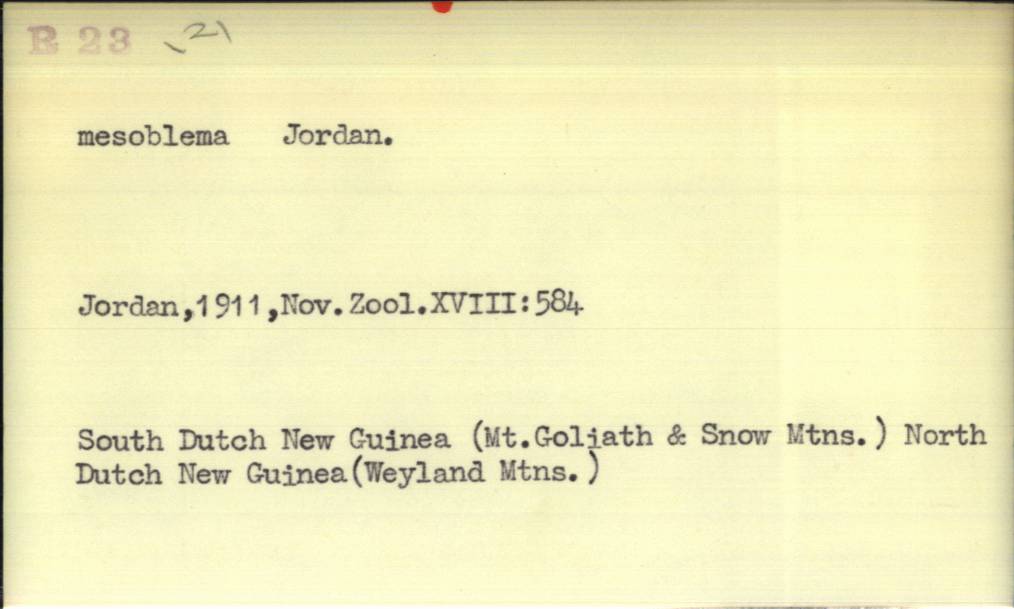 B 23 21
mesoblema Jordan.
Jordan,1911,Nov.Zool.XVIII:584
South Dutch New Guinea (Mt.Goliath & Snow Mtns.) North
Dutch New Guinea(Weyland Mtns.)